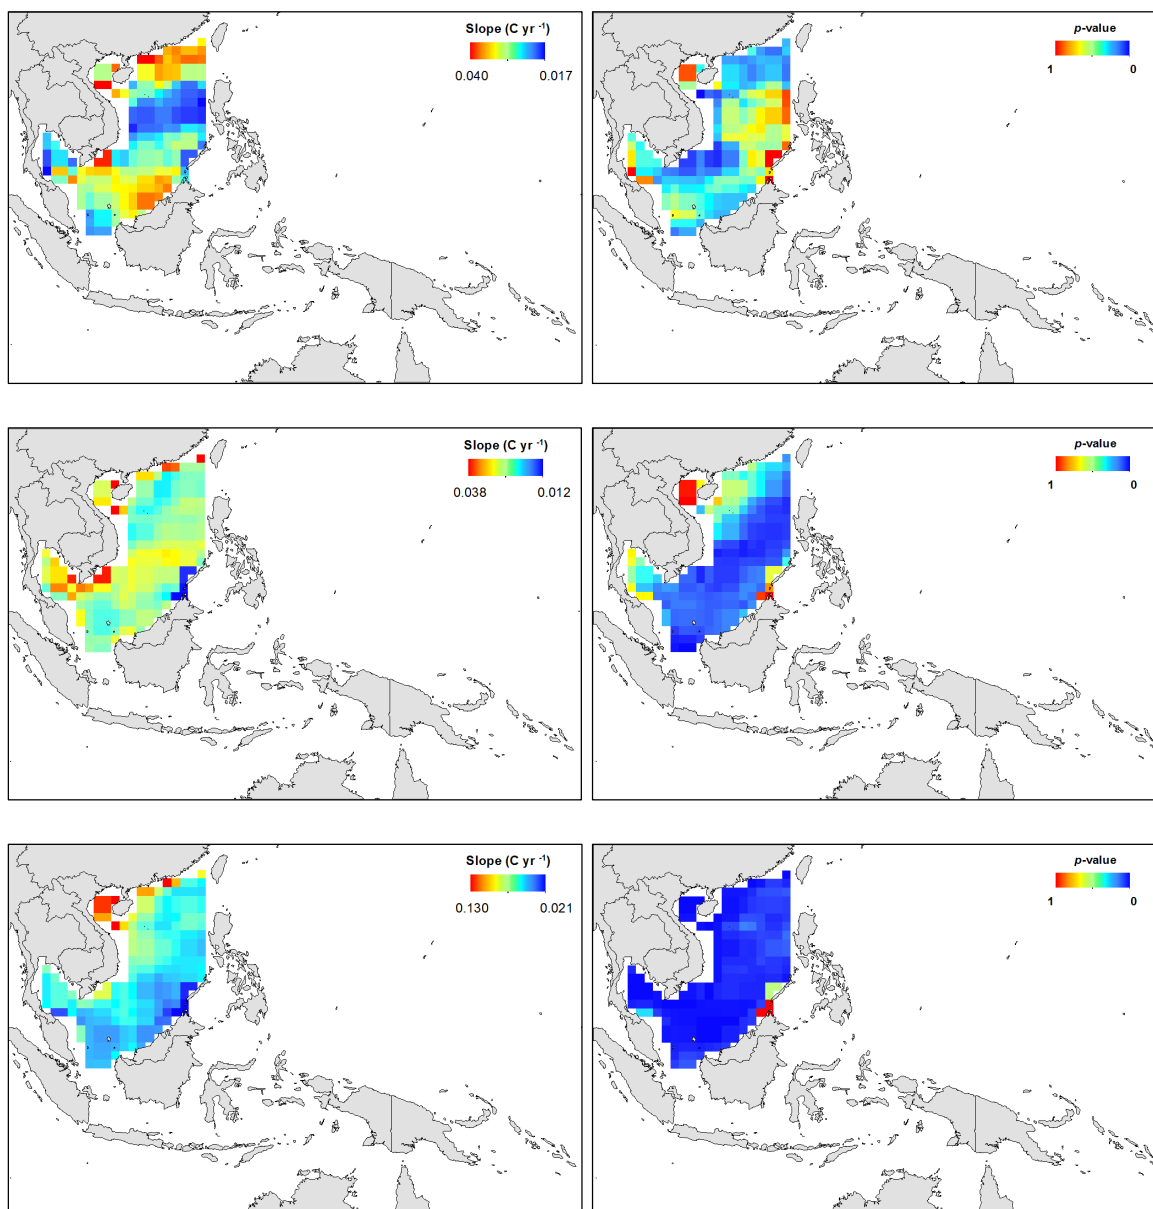 Slope (C yr -1)
0.040 0.017
p-value
1 0
Slope (C yr -1)
0.038 0.012
p-value
1 0
Slope (C yr -1)
0.130 0.021
p-value
1 0